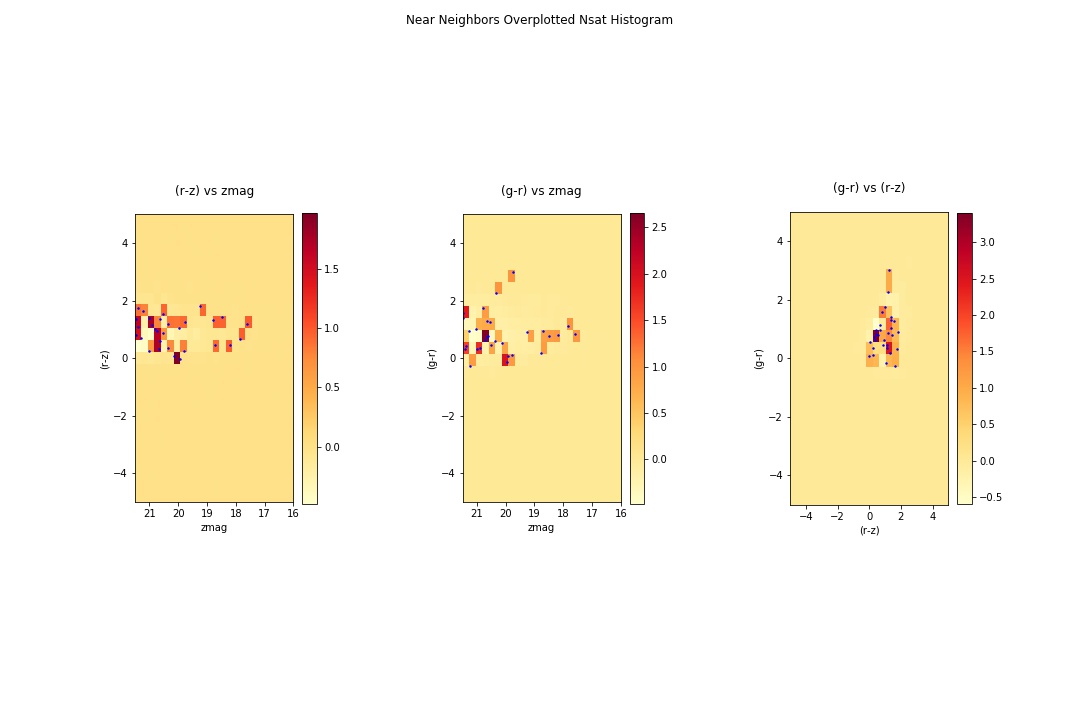 Near Neighbors Overplotted Nsat Histogram
(r-z) vs zmag
4
2
0
−2
−4
(r-z)
21 20 19 18 17 16
zmag
1.5
1.0
0.5
0.0
(g-r) vs zmag
4
2
0
−2
−4
(g-r)
21 20 19 18 17 16
zmag
2.5
2.0
1.5
1.0
0.5
0.0
(g-r) vs (r-z)
4
2
0
−2
−4
(g-r)
−4 −2 0 2 4
(r-z)
3.0
2.5
2.0
1.5
1.0
0.5
0.0
−0.5